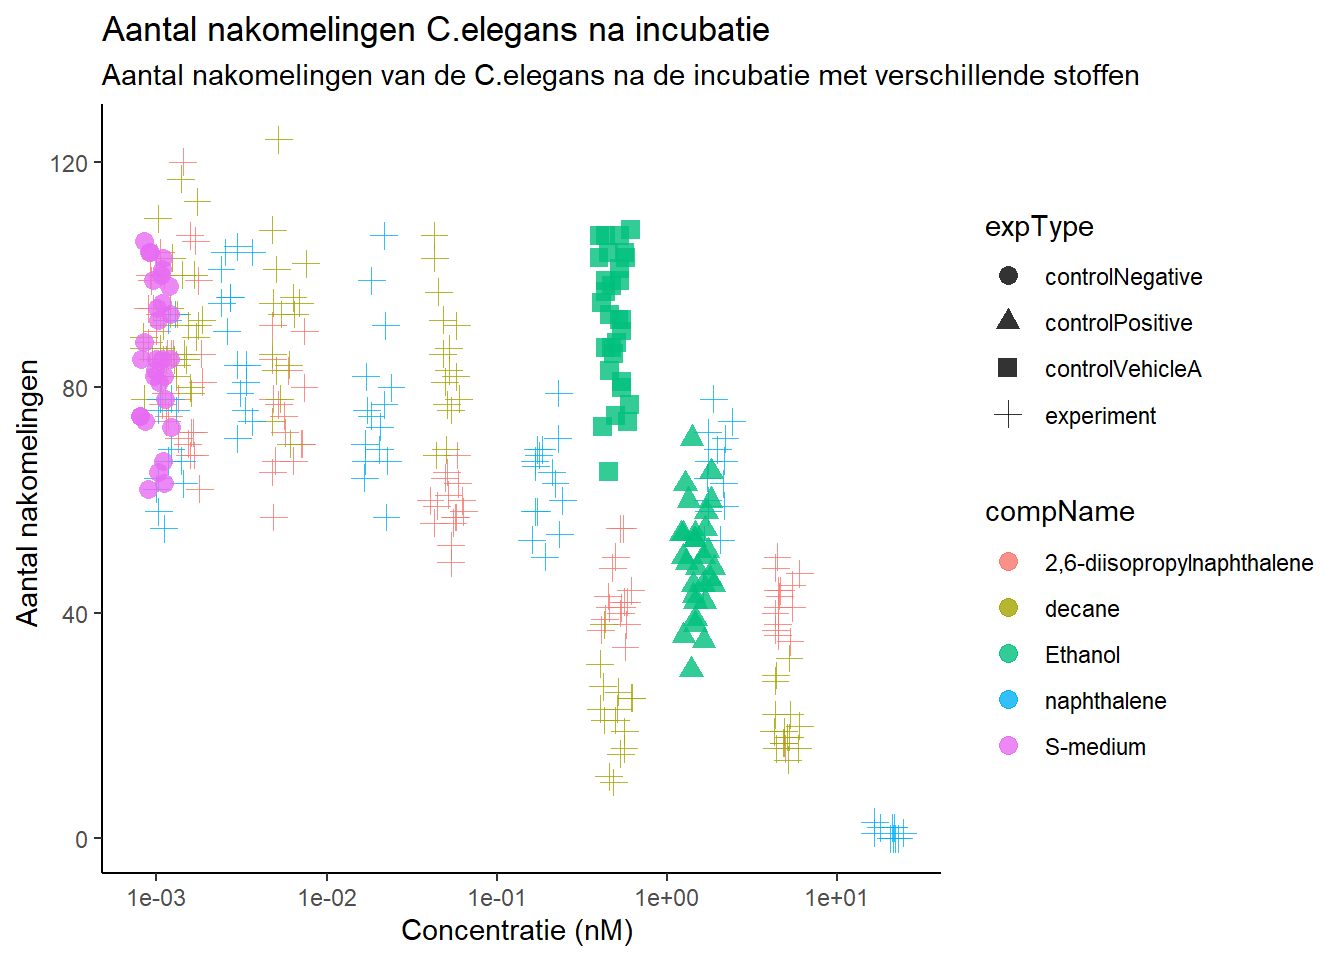 Aantal nakomelingen C.elegans na incubatie
Aantal nakomelingen van de C.elegans na de incubatie met verschillende stoffen
Aantal nakomelingen
120
80
40
0
1e-03
1e-02
1e-01
1e+00
1e+01
Concentratie (nM)
expType
controlNegative
controlPositive
controlVehicleA
experiment
compName
2,6-diisopropylnaphthalene
decane
Ethanol
naphthalene
S-medium